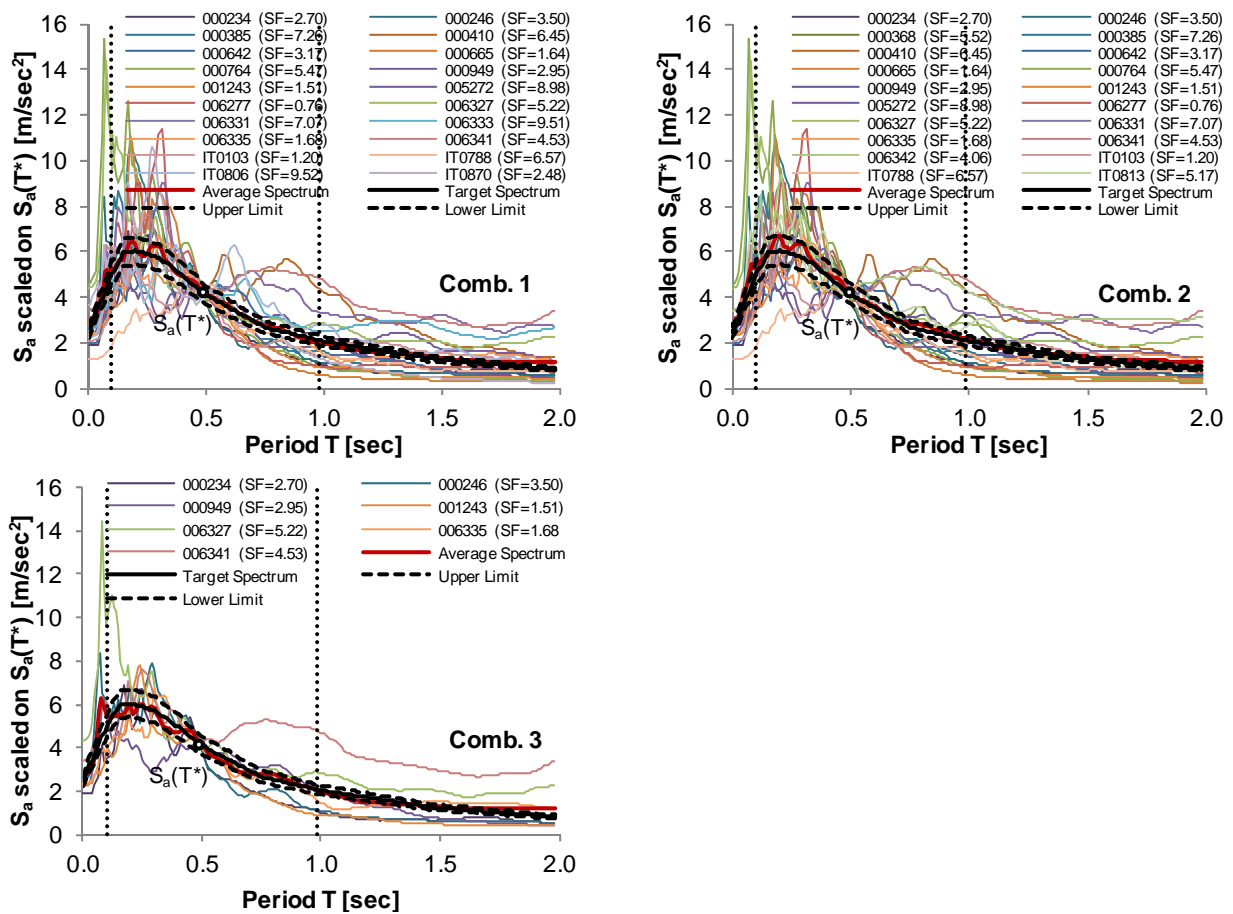 Sa scaled on Sa(T*) [m/sec2]
16
14
12
10
8
6
4
2
0
000234 (SF=2.70) 000246 (SF=3.50)
000385 (SF=7.26) 000410 (SF=6.45)
000642 (SF=3.17) 000665 (SF=1.64)
000764 (SF=5.47) 000949 (SF=2.95)
001243 (SF=1.51) 005272 (SF=8.98)
006277 (SF=0.76) 006327 (SF=5.22)
006331 (SF=7.07) 006333 (SF=9.51)
006335 (SF=1.68) 006341 (SF=4.53)
IT0103 (SF=1.20) IT0788 (SF=6.57)
IT0806 (SF=9.52) IT0870 (SF=2.48)
Average Spectrum Target Spectrum
Upper Limit Lower Limit
Comb. 1
Sa(T*)
0.0 0.5 1.0 1.5 2.0
Period T [sec]
Sa scaled on Sa(T*) [m/sec2]
16
14
12
10
8
6
4
2
0
000234 (SF=2.70) 000246 (SF=3.50)
000368 (SF=5.52) 000385 (SF=7.26)
000410 (SF=6.45) 000642 (SF=3.17)
000665 (SF=1.64) 000764 (SF=5.47)
000949 (SF=2.95) 001243 (SF=1.51)
005272 (SF=8.98) 006277 (SF=0.76)
006327 (SF=5.22) 006331 (SF=7.07)
006335 (SF=1.68) 006341 (SF=4.53)
006342 (SF=4.06) IT0103 (SF=1.20)
IT0788 (SF=6.57) IT0813 (SF=5.17)
Average Spectrum Target Spectrum
Upper Limit Lower Limit
Comb. 2
Sa(T*)
0.0 0.5 1.0 1.5 2.0
Period T [sec]
Sa scaled on Sa(T*) [m/sec2]
16
14
12
10
8
6
4
2
0
000234 (SF=2.70) 000246 (SF=3.50)
000949 (SF=2.95) 001243 (SF=1.51)
006327 (SF=5.22) 006335 (SF=1.68
006341 (SF=4.53) Average Spectrum
Target Spectrum Upper Limit
Lower Limit
Comb. 3
Sa(T*)
0.0 0.5 1.0 1.5 2.0
Period T [sec]